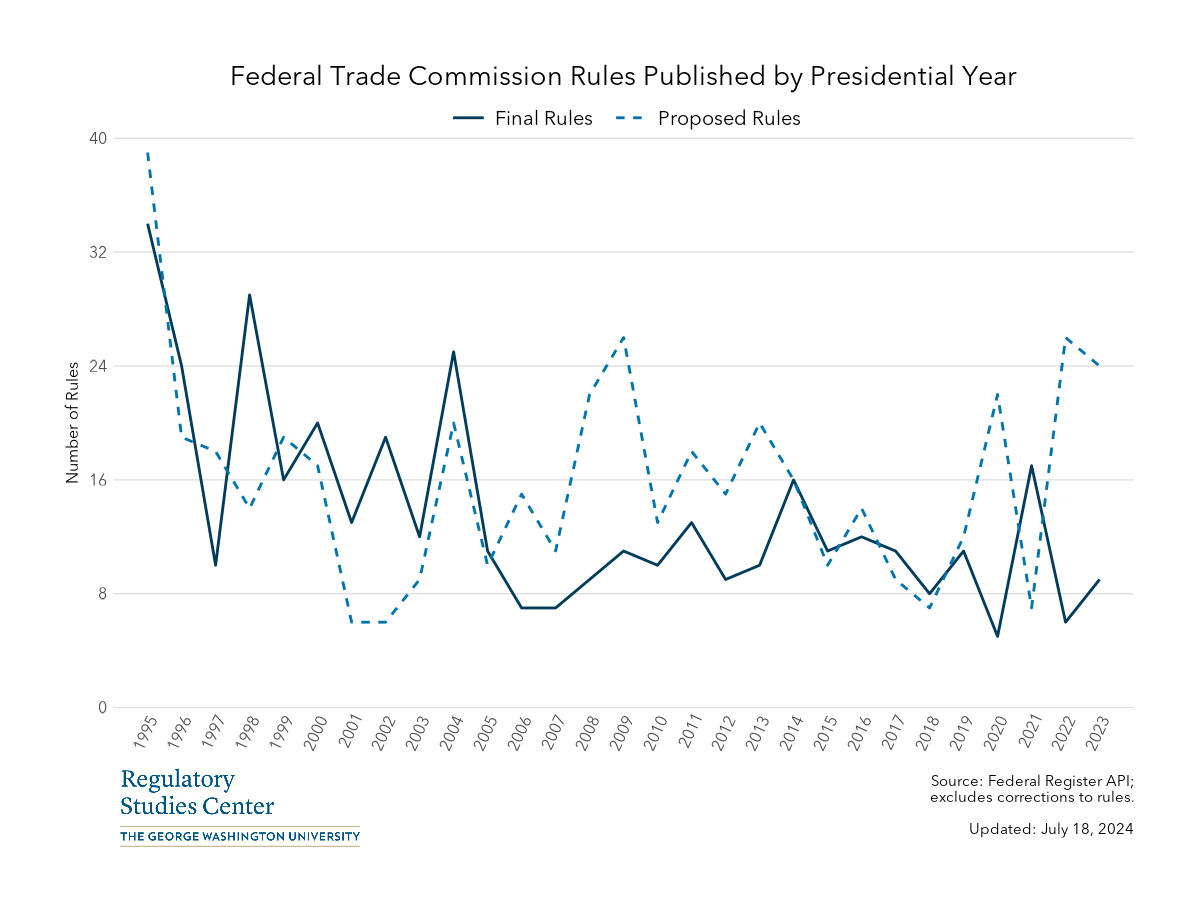 Federal Trade Commission Rules Published by Presidential Year
Final Rules Proposed Rules
Number of Rules
40
32
24
16
8
0
1995 1996 1997 1998 1999 2000 2001 2002 2003 2004 2005 2006 2007 2008 2009 2010 2011 2012 2013 2014 2015 2016 2017 2018 2019 2020 2021 2022 2023
Regulatory
Studies Center
THE GEORGE WASHINGTON UNIVERSITY
Source: Federal Register API;
excludes corrections to rules.
Updated: July 18, 2024